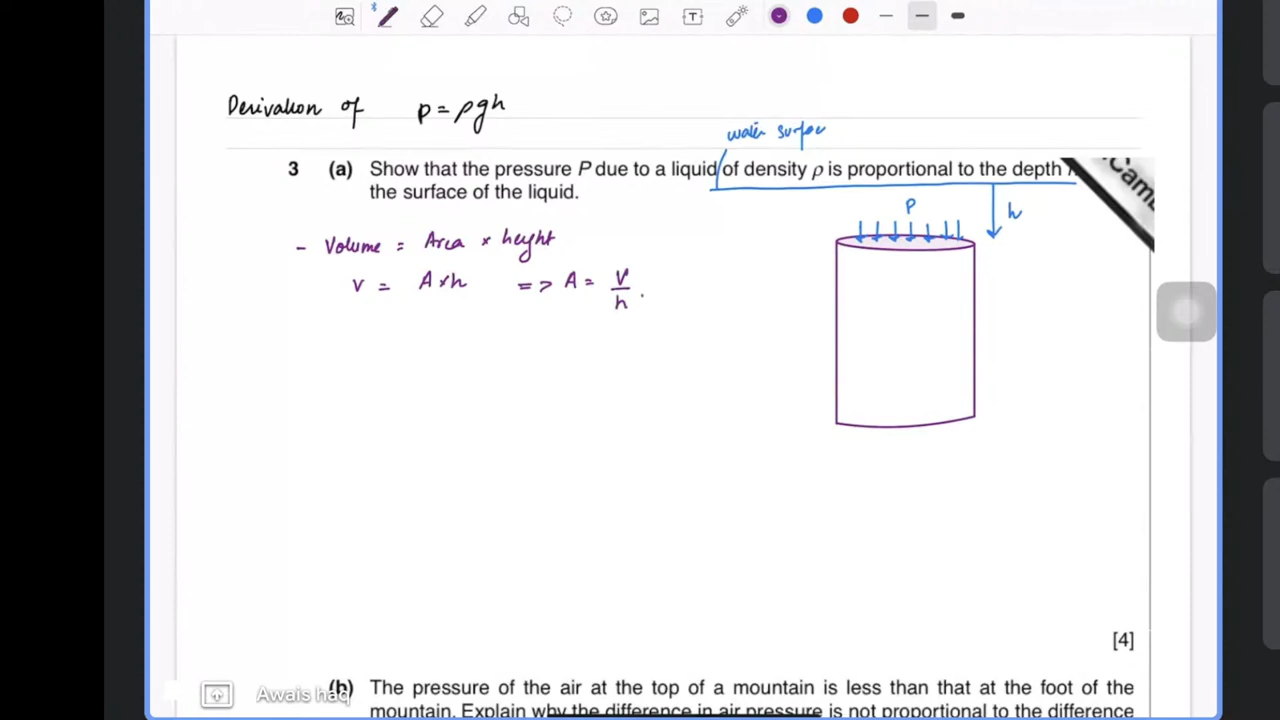 Derivation of p = ρgh
water surface
3 (a) Show that the pressure P due to a liquid of density ρ is proportional to the depth
the surface of the liquid.
P
h
- Volume = Area × height
V = A×h => A = V/h.
[4]
(b) The pressure of the air at the top of a mountain is less than that at the foot of the
mountain. Explain why the difference in air pressure is not proportional to the difference
Awais haq